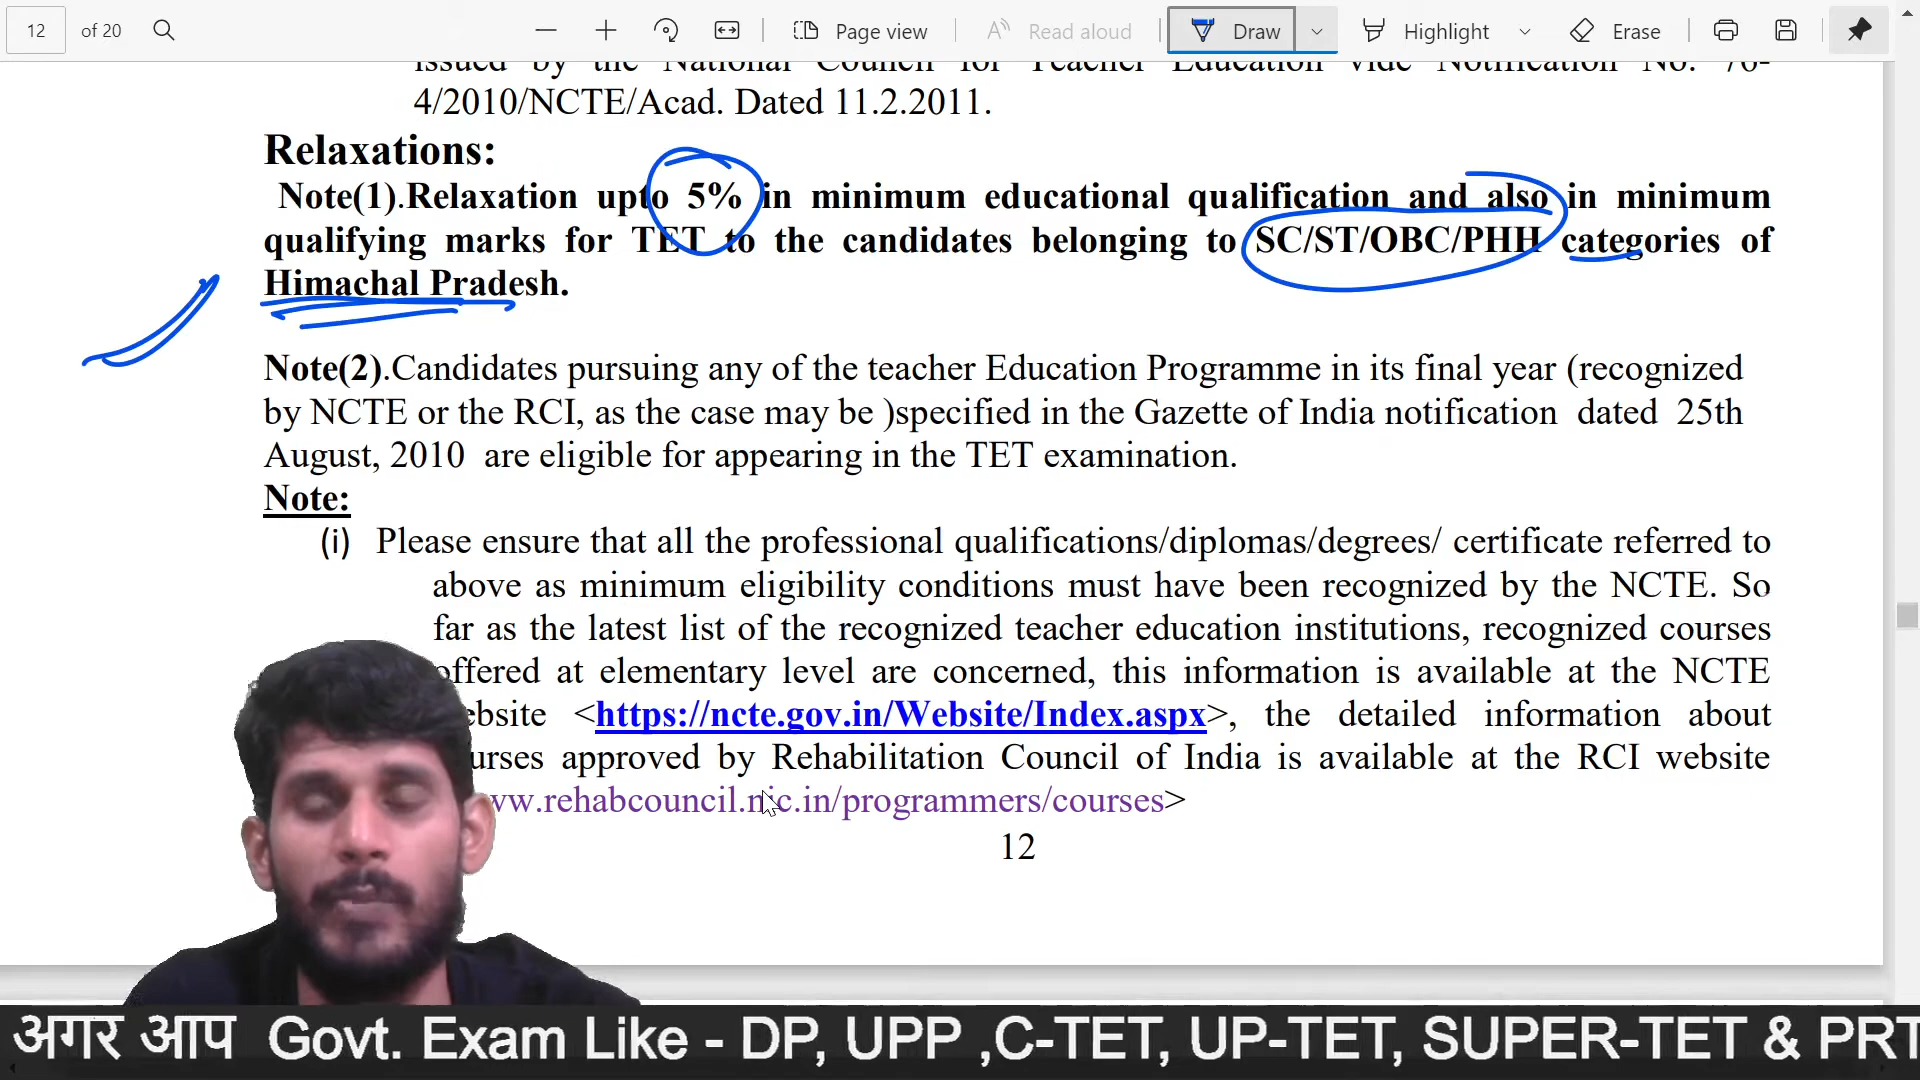 12 of 20 Page view Read aloud Draw Highlight Erase
4/2010/NCTE/Acad. Dated 11.2.2011.
Relaxations:
Note(1).Relaxation upto 5% in minimum educational qualification and also in minimum
qualifying marks for TET to the candidates belonging to SC/ST/OBC/PHH categories of
Himachal Pradesh.
Note(2).Candidates pursuing any of the teacher Education Programme in its final year (recognized
by NCTE or the RCI, as the case may be )specified in the Gazette of India notification dated 25th
August, 2010 are eligible for appearing in the TET examination.
Note:
(i) Please ensure that all the professional qualifications/diplomas/degrees/ certificate referred to
above as minimum eligibility conditions must have been recognized by the NCTE. So
far as the latest list of the recognized teacher education institutions, recognized courses
offered at elementary level are concerned, this information is available at the NCTE
ebsite <https://ncte.gov.in/Website/Index.aspx>, the detailed information about
urses approved by Rehabilitation Council of India is available at the RCI website
ww.rehabcouncil.nic.in/programmers/courses>
12
अगर आप Govt. Exam Like - DP, UPP ,C-TET, UP-TET, SUPER-TET & PRT